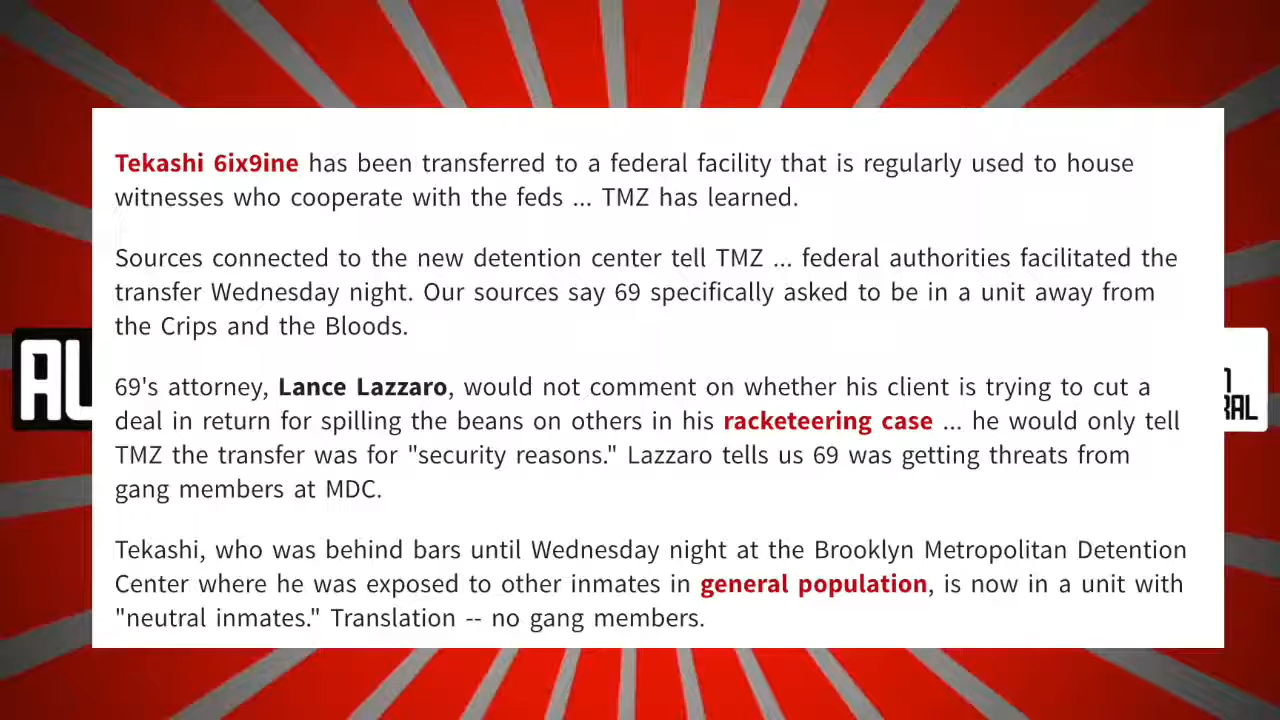 Tekashi 6ix9ine has been transferred to a federal facility that is regularly used to house
witnesses who cooperate with the feds ... TMZ has learned.
Sources connected to the new detention center tell TMZ ... federal authorities facilitated the
transfer Wednesday night. Our sources say 69 specifically asked to be in a unit away from
the Crips and the Bloods.
69's attorney, Lance Lazzaro, would not comment on whether his client is trying to cut a
deal in return for spilling the beans on others in his racketeering case ... he would only tell
TMZ the transfer was for "security reasons." Lazzaro tells us 69 was getting threats from
gang members at MDC.
Tekashi, who was behind bars until Wednesday night at the Brooklyn Metropolitan Detention
Center where he was exposed to other inmates in general population, is now in a unit with
"neutral inmates." Translation -- no gang members.